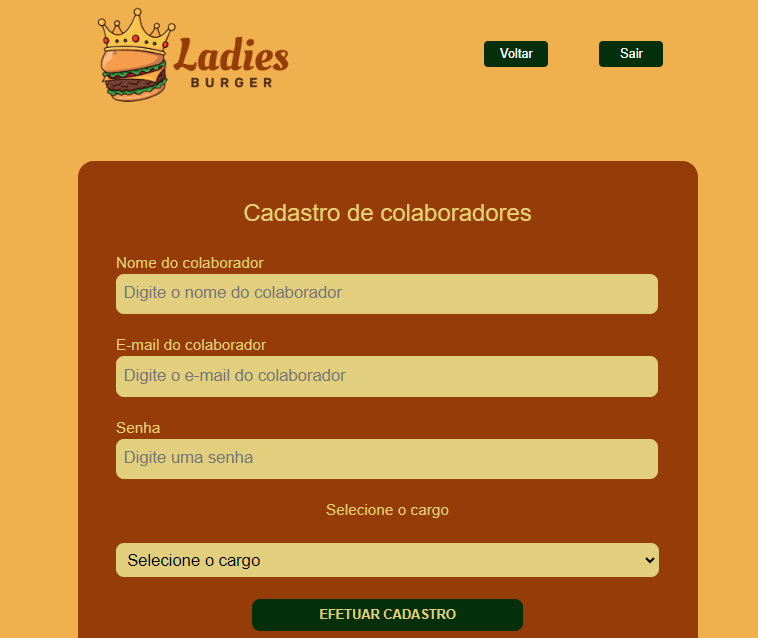 Ladies
BURGER
Voltar
Sair
Cadastro de colaboradores
Nome do colaborador
Digite o nome do colaborador
E-mail do colaborador
Digite o e-mail do colaborador
Senha
Digite uma senha
Selecione o cargo
Selecione o cargo
EFETUAR CADASTRO